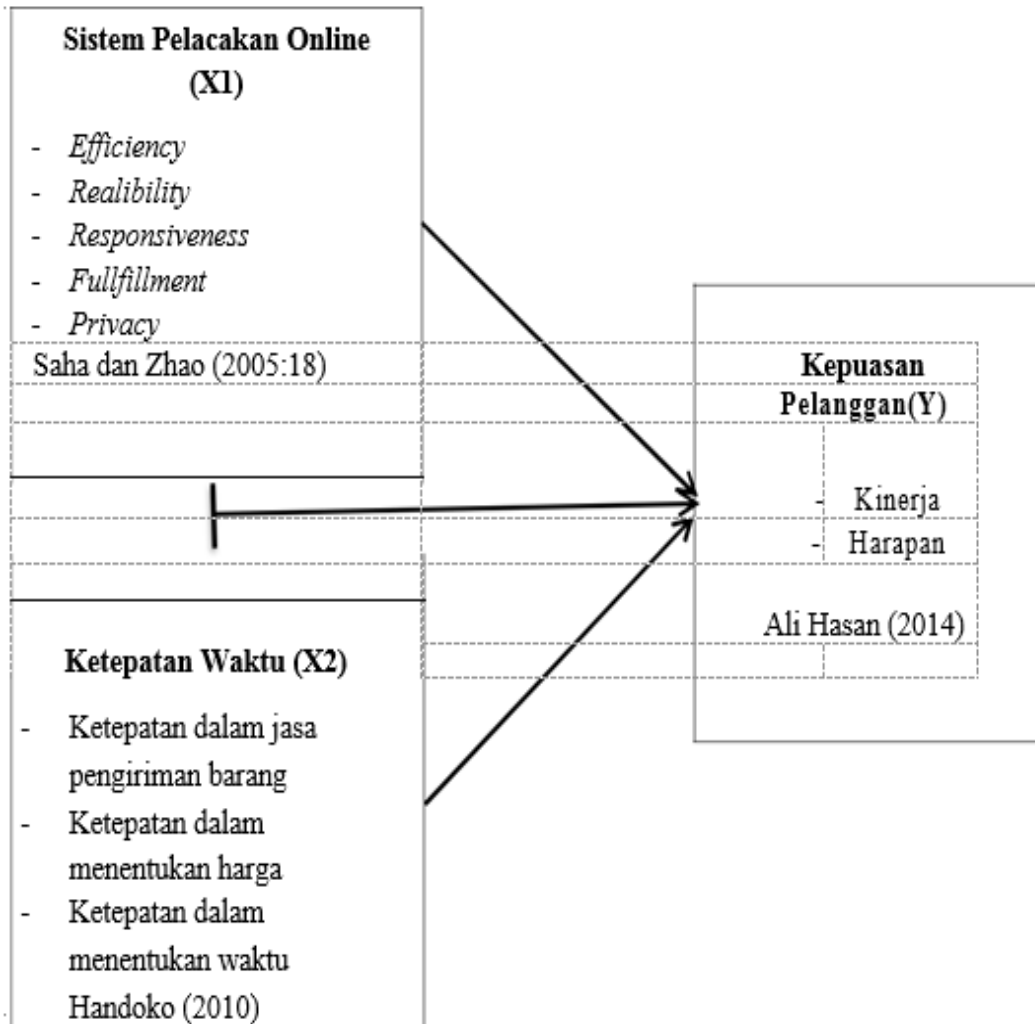 Sistem Pelacakan Online
(X1)
- Efficiency
- Realibility
- Responsiveness
- Fullfillment
- Privacy
Saha dan Zhao (2005:18)
Ketepatan Waktu (X2)
- Ketepatan dalam jasa
pengiriman barang
- Ketepatan dalam
menentukan harga
- Ketepatan dalam
menentukan waktu
Handoko (2010)
Kepuasan
Pelanggan(Y)
- Kinerja
- Harapan
Ali Hasan (2014)